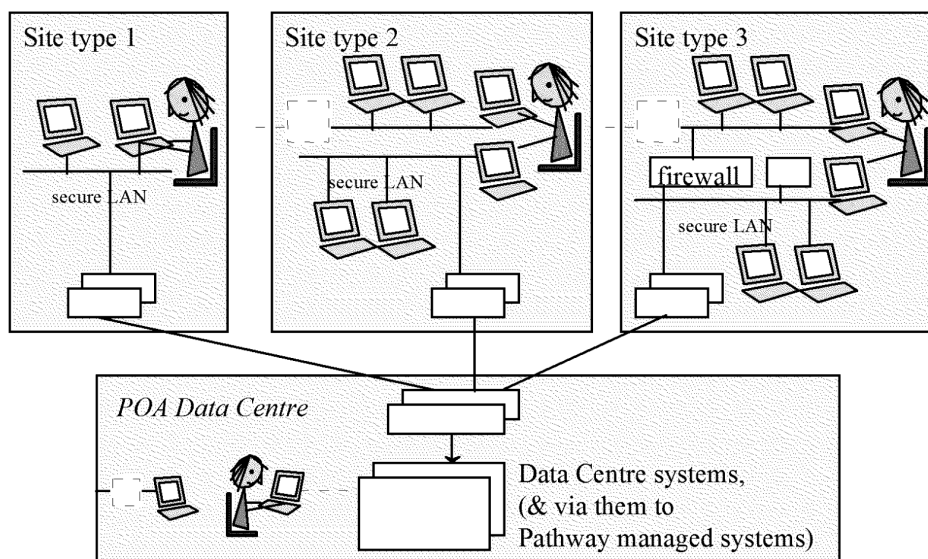 Site type 1
Site type 2
Site type 3
firewall
secure LAN
secure LAN
secure LAN
POA Data Centre
Data Centre systems,
(& via them to
Pathway managed systems)